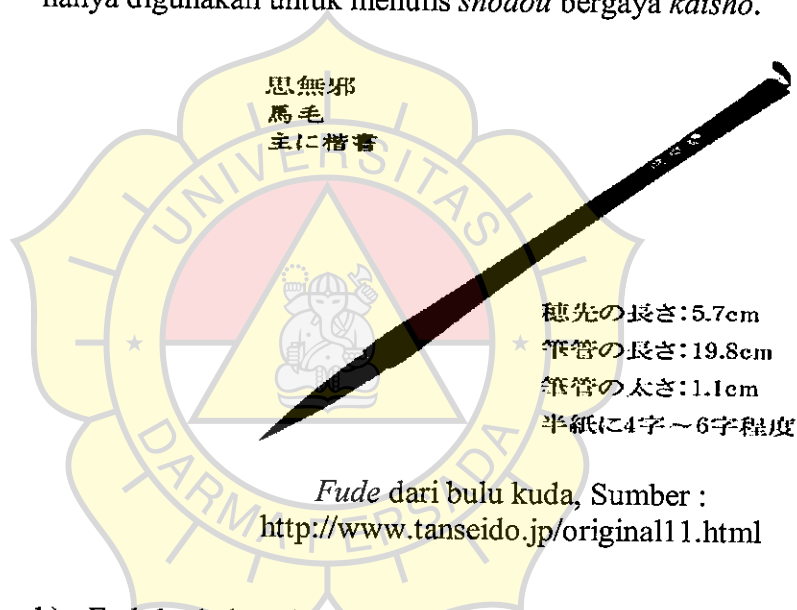 hanya digunakan untuk menulis shodou bergaya kaisho.
思無邪
馬毛
主に楷書
UNIVERSITAS
穂先の長さ:5.7cm
筆管の長さ:19.8cm
筆管の太さ:1.1cm
半紙に4字～6字程度
DARMA PERSADA
Fude dari bulu kuda, Sumber :
http://www.tanseido.jp/original11.html